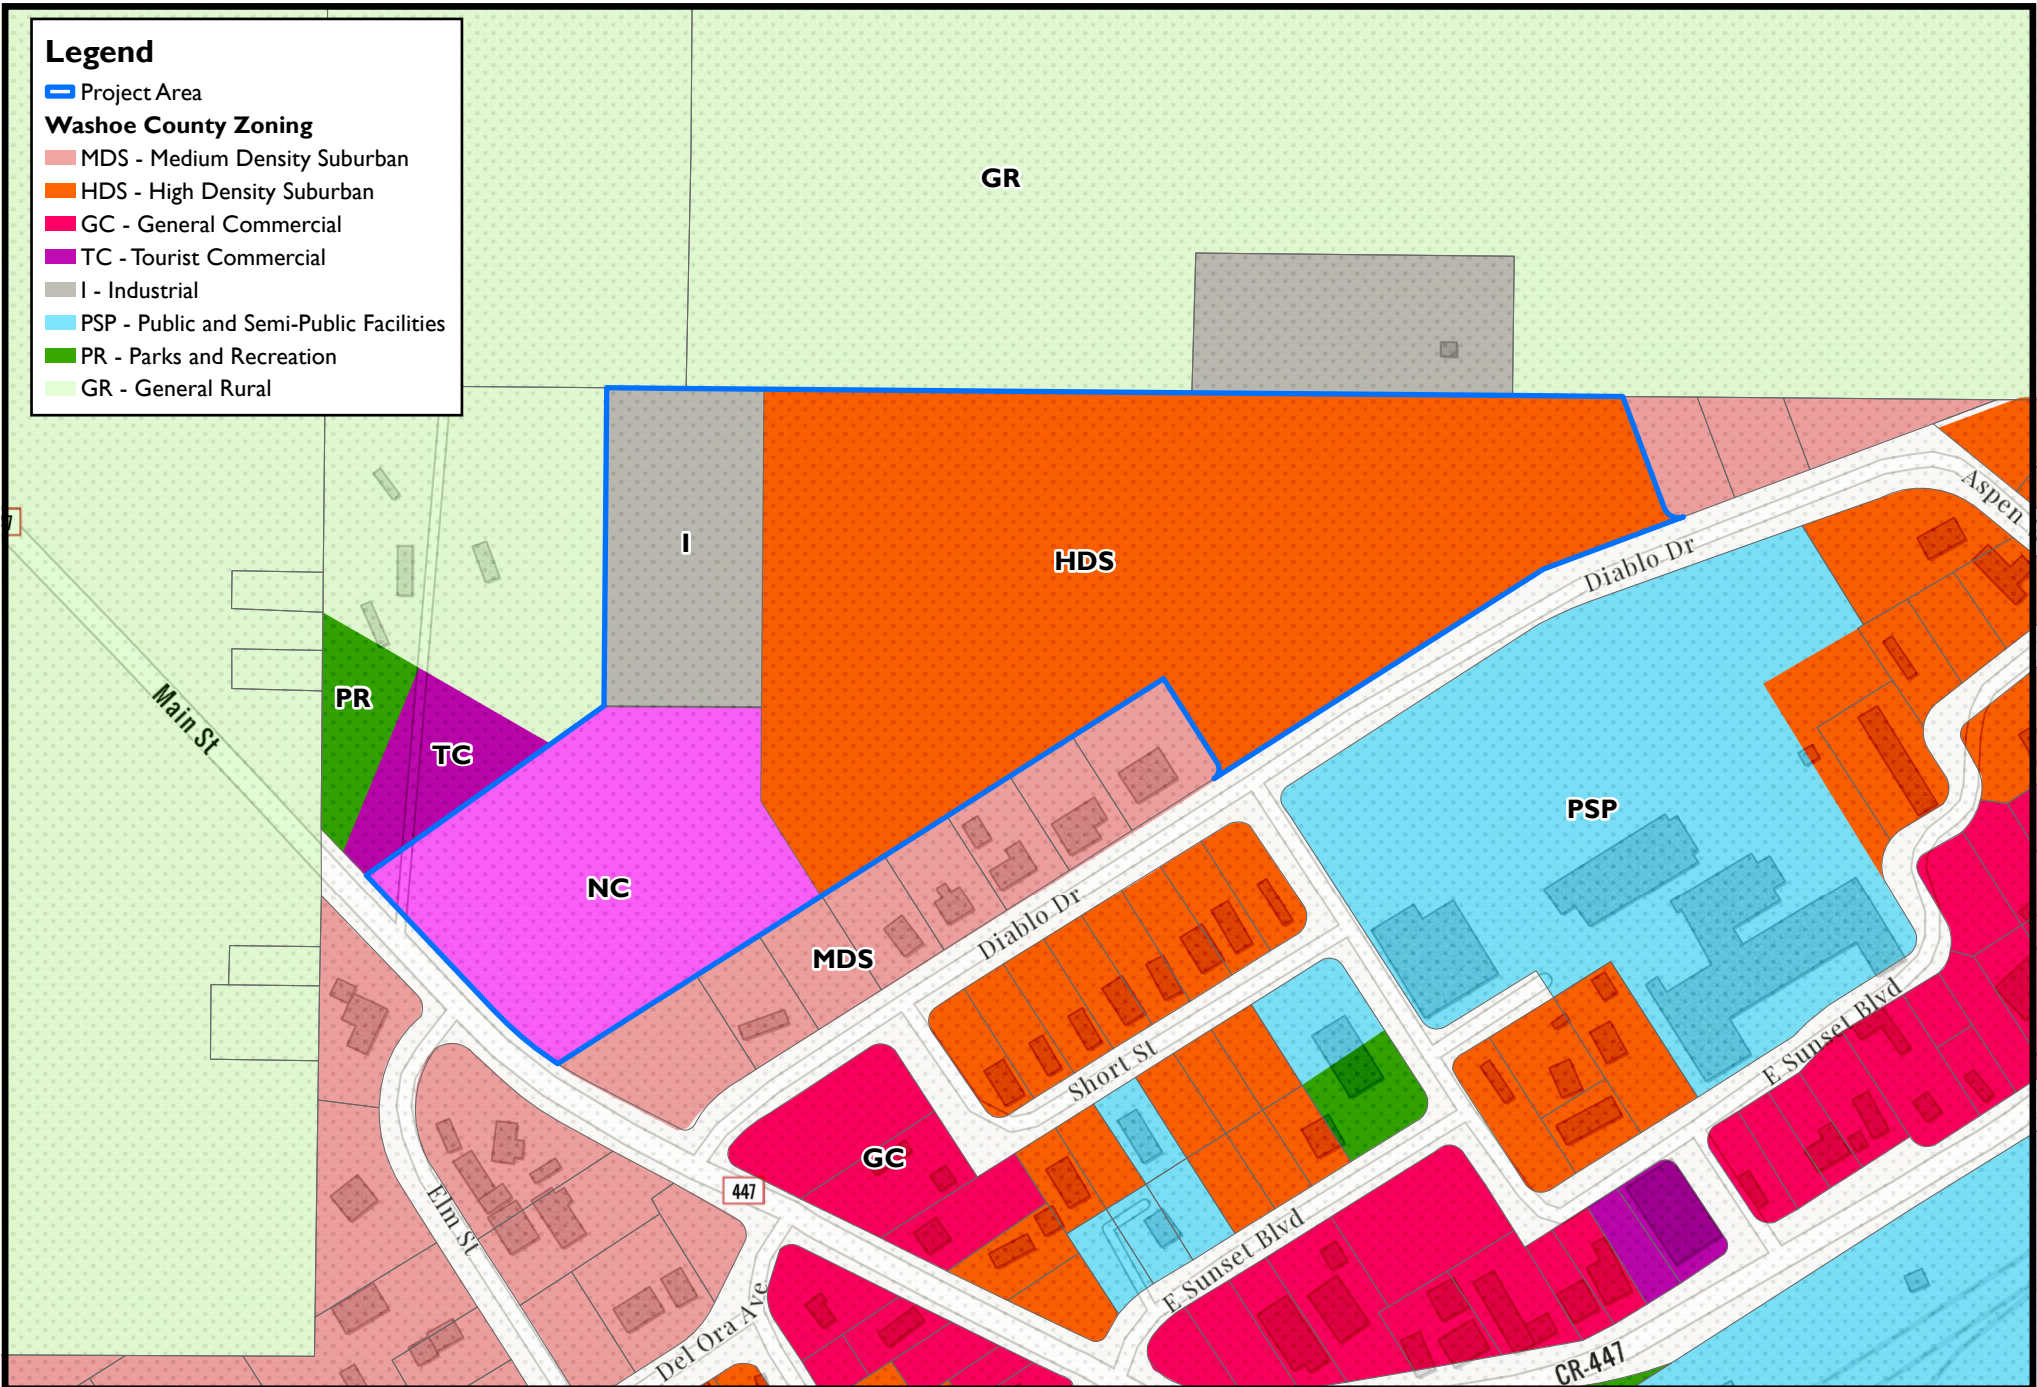 Legend
Project Area
Washoe County Zoning
MDS - Medium Density Suburban
HDS - High Density Suburban
GC - General Commercial
TC - Tourist Commercial
I - Industrial
PSP - Public and Semi-Public Facilities
PR - Parks and Recreation
GR - General Rural
GR
Aspen
I
HDS
Diablo Dr
PR
Main St
TC
PSP
NC
Diablo Dr
MDS
E Sunset Blvd
Short St
GC
447
Elm St
E Sunset Blvd
Del Ora Ave
CR-447